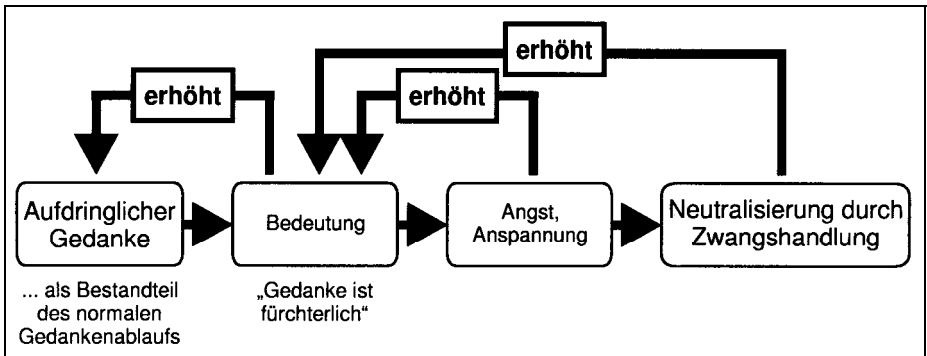 erhöht
erhöht
erhöht
Aufdringlicher
Gedanke
Bedeutung
Angst,
Anspannung
Neutralisierung durch
Zwangshandlung
... als Bestandteil
des normalen
Gedankenablaufs
„Gedanke ist
fürchterlich“